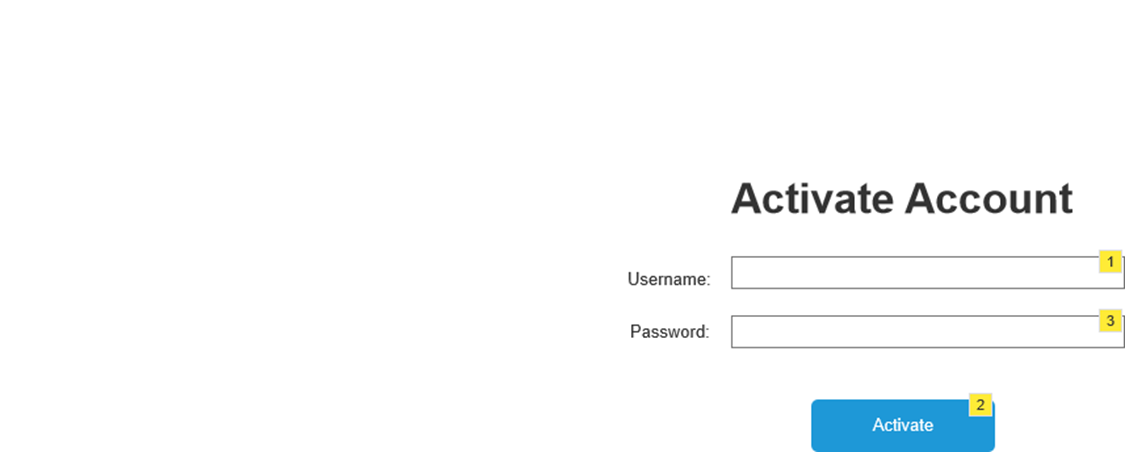 Activate Account
1
Username:
3
Password:
2
Activate